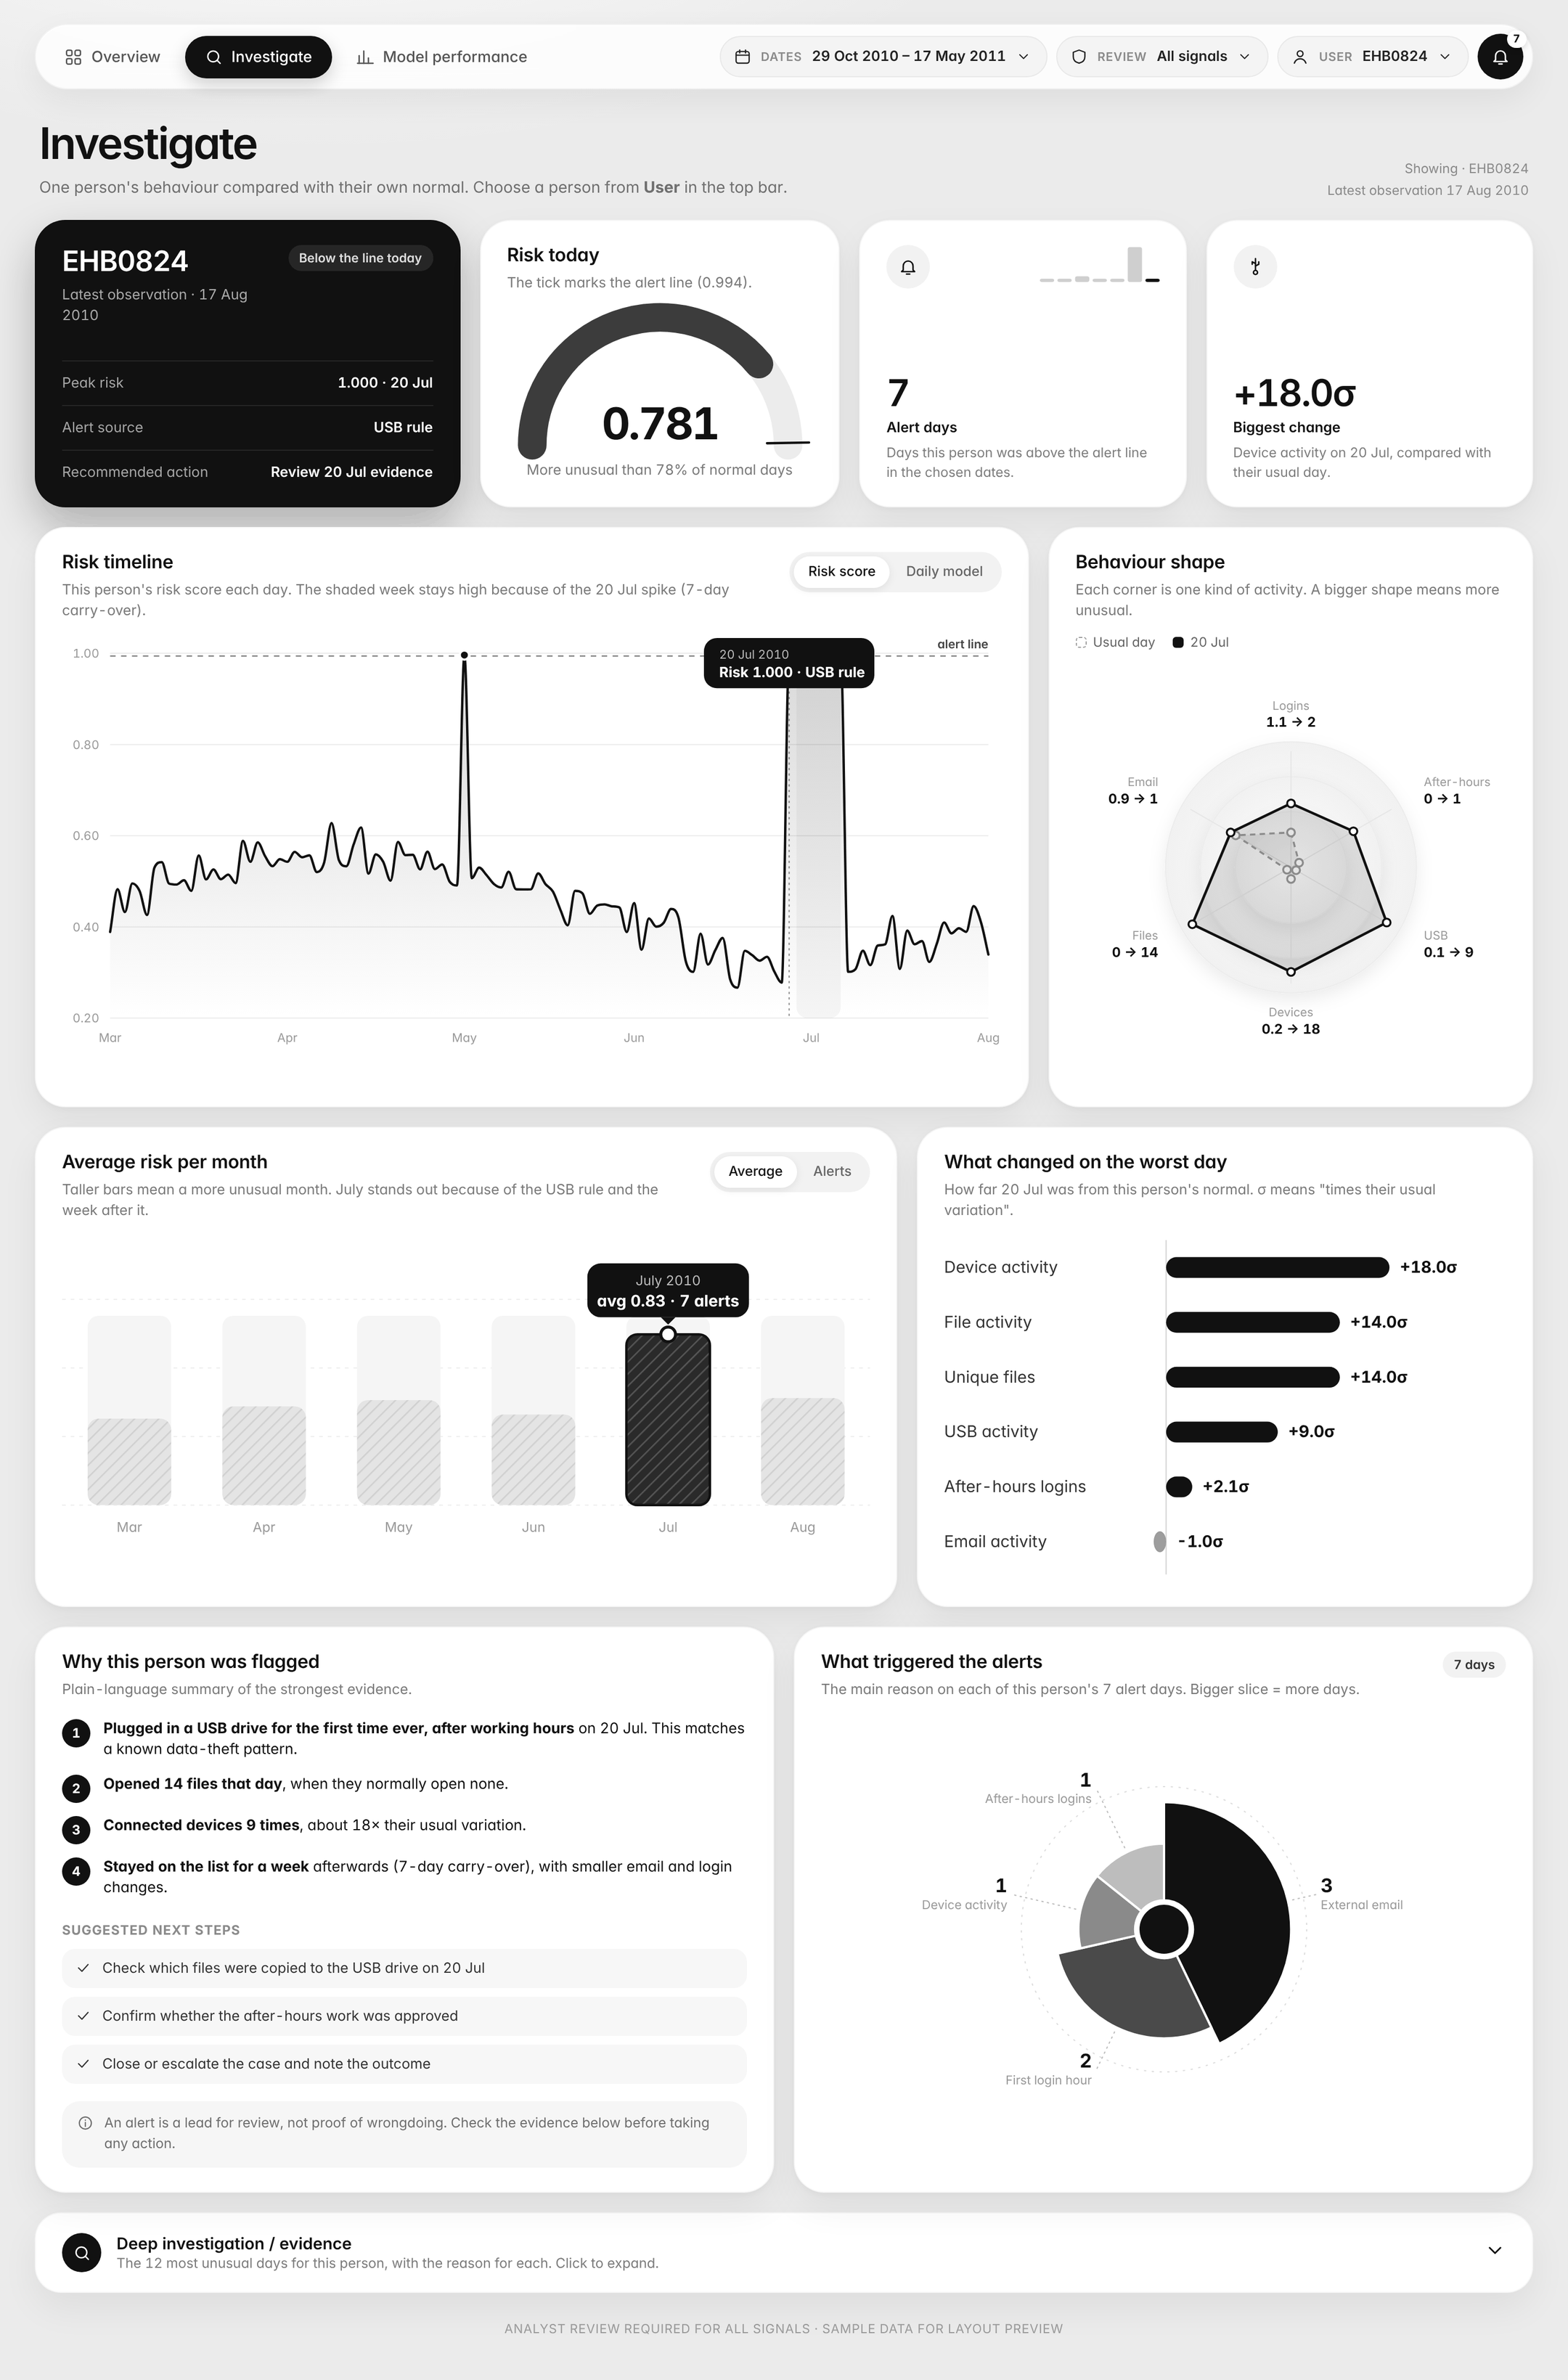 Overview
Investigate
Model performance
DATES 29 Oct 2010 – 17 May 2011
REVIEW All signals
USER EHB0824
7
Investigate
One person's behaviour compared with their own normal. Choose a person from User in the top bar.
Showing · EHB0824
Latest observation 17 Aug 2010
EHB0824
Below the line today
Latest observation · 17 Aug
2010
Peak risk 1.000 · 20 Jul
Alert source USB rule
Recommended action Review 20 Jul evidence
Risk today
The tick marks the alert line (0.994).
0.781
More unusual than 78% of normal days
7
Alert days
Days this person was above the alert line
in the chosen dates.
+18.0σ
Biggest change
Device activity on 20 Jul, compared with
their usual day.
Risk timeline
This person's risk score each day. The shaded week stays high because of the 20 Jul spike (7-day
carry-over).
Risk score
Daily model
1.00
0.80
0.60
0.40
0.20
alert line
20 Jul 2010
Risk 1.000 · USB rule
Mar Apr May Jun Jul Aug
Behaviour shape
Each corner is one kind of activity. A bigger shape means more
unusual.
Usual day
20 Jul
Logins
1.1 → 2
After-hours
0 → 1
USB
0.1 → 9
Devices
0.2 → 18
Files
0 → 14
Email
0.9 → 1
Average risk per month
Taller bars mean a more unusual month. July stands out because of the USB rule and the
week after it.
Average
Alerts
July 2010
avg 0.83 · 7 alerts
Mar Apr May Jun Jul Aug
What changed on the worst day
How far 20 Jul was from this person's normal. σ means "times their usual
variation".
Device activity +18.0σ
File activity +14.0σ
Unique files +14.0σ
USB activity +9.0σ
After-hours logins +2.1σ
Email activity -1.0σ
Why this person was flagged
Plain-language summary of the strongest evidence.
1 Plugged in a USB drive for the first time ever, after working hours on 20 Jul. This matches
a known data-theft pattern.
2 Opened 14 files that day, when they normally open none.
3 Connected devices 9 times, about 18× their usual variation.
4 Stayed on the list for a week afterwards (7-day carry-over), with smaller email and login
changes.
SUGGESTED NEXT STEPS
Check which files were copied to the USB drive on 20 Jul
Confirm whether the after-hours work was approved
Close or escalate the case and note the outcome
An alert is a lead for review, not proof of wrongdoing. Check the evidence below before taking
any action.
What triggered the alerts
7 days
The main reason on each of this person's 7 alert days. Bigger slice = more days.
1
After-hours logins
1
Device activity
3
External email
2
First login hour
Deep investigation / evidence
The 12 most unusual days for this person, with the reason for each. Click to expand.
ANALYST REVIEW REQUIRED FOR ALL SIGNALS · SAMPLE DATA FOR LAYOUT PREVIEW